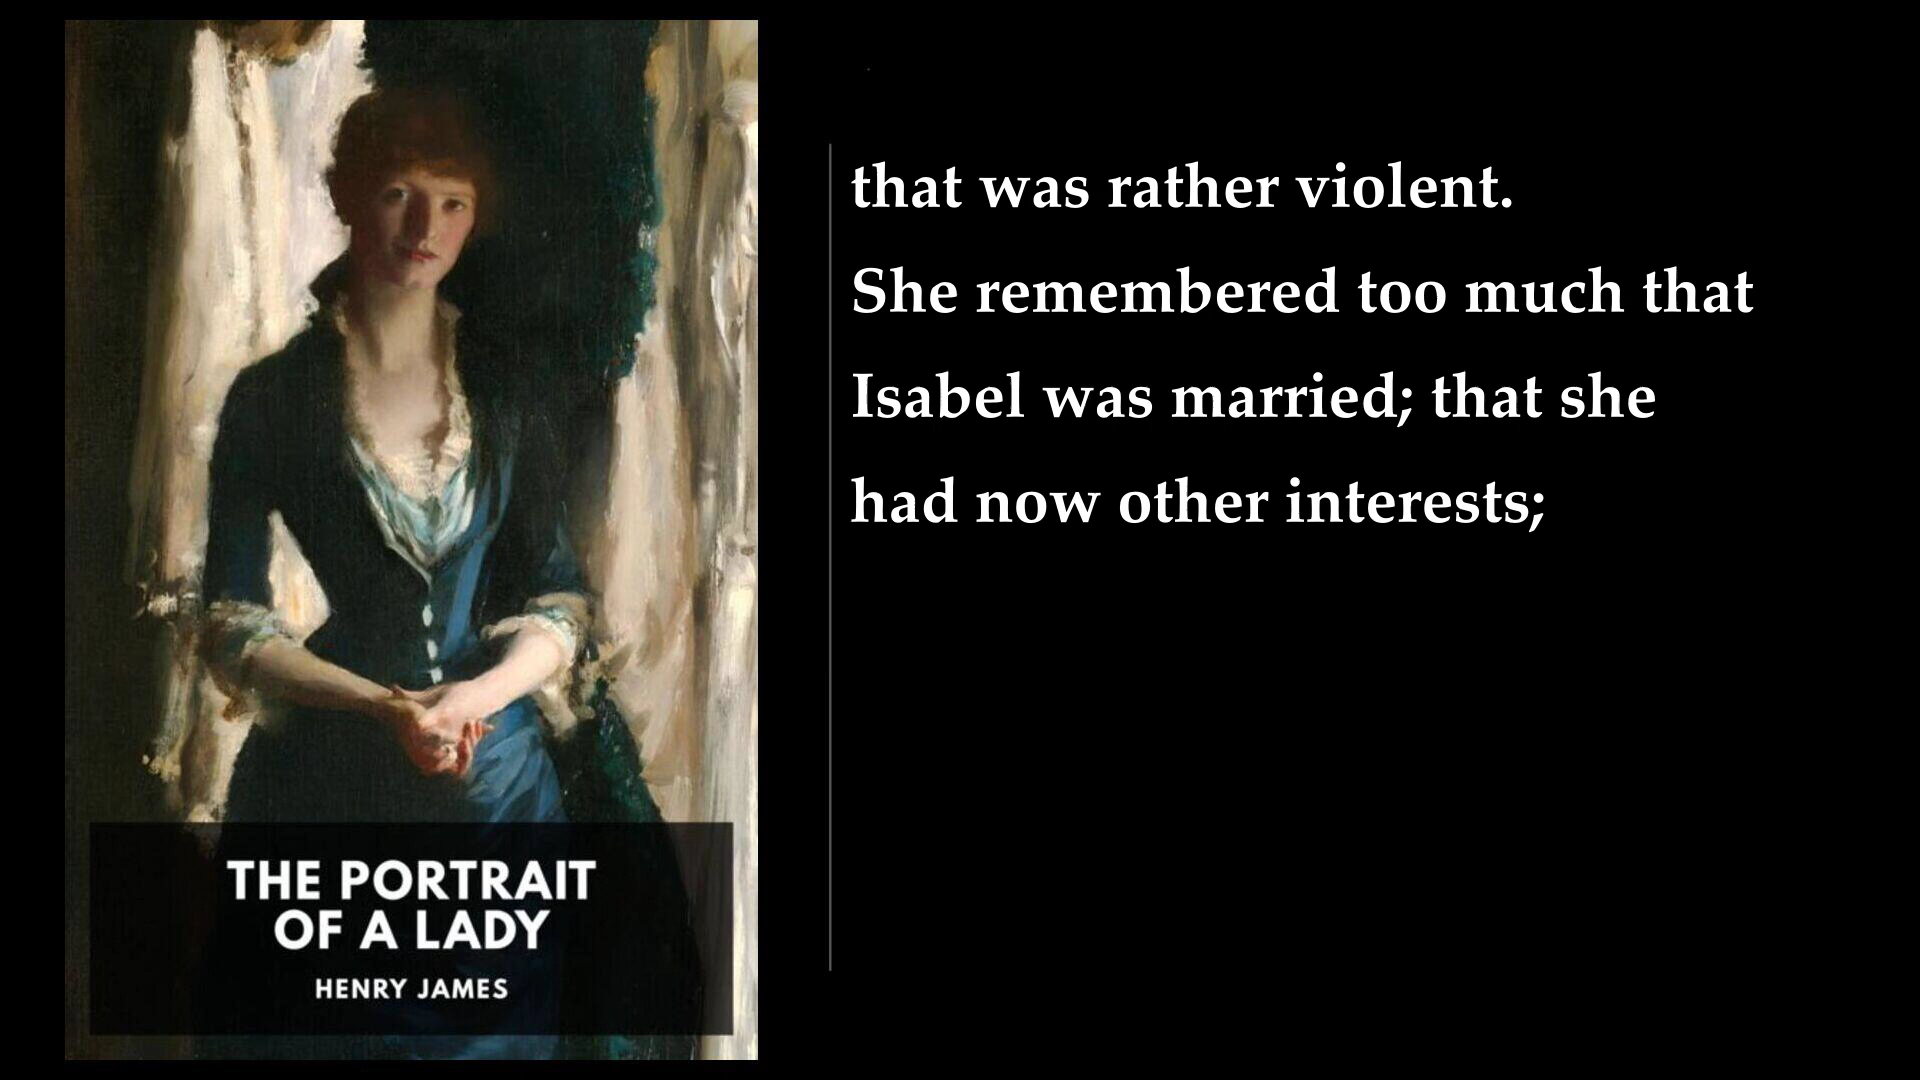 THE PORTRAIT
OF A LADY
HENRY JAMES
that was rather violent.
She remembered too much that
Isabel was married; that she
had now other interests;